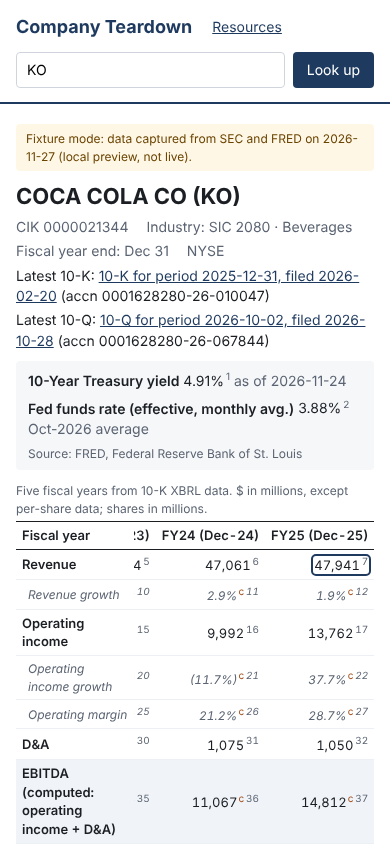 Company Teardown Resources
KO Look up
Fixture mode: data captured from SEC and FRED on 2026-
11-27 (local preview, not live).
COCA COLA CO (KO)
CIK 0000021344 Industry: SIC 2080 · Beverages
Fiscal year end: Dec 31 NYSE
Latest 10-K: 10-K for period 2025-12-31, filed 2026-
02-20 (accn 0001628280-26-010047)
Latest 10-Q: 10-Q for period 2026-10-02, filed 2026-
10-28 (accn 0001628280-26-067844)
10-Year Treasury yield 4.91% 1 as of 2026-11-24
Fed funds rate (effective, monthly avg.) 3.88% 2
Oct-2026 average
Source: FRED, Federal Reserve Bank of St. Louis
Five fiscal years from 10-K XBRL data. $ in millions, except
per-share data; shares in millions.
Fiscal year 23) FY24 (Dec-24) FY25 (Dec-25)
Revenue 4 5 47,061 6 47,941 7
Revenue growth 10 2.9% c 11 1.9% c 12
Operating
income 15 9,992 16 13,762 17
Operating
income growth 20 (11.7%) c 21 37.7% c 22
Operating margin 25 21.2% c 26 28.7% c 27
D&A 30 1,075 31 1,050 32
EBITDA
(computed:
operating
income + D&A) 35 11,067 c 36 14,812 c 37